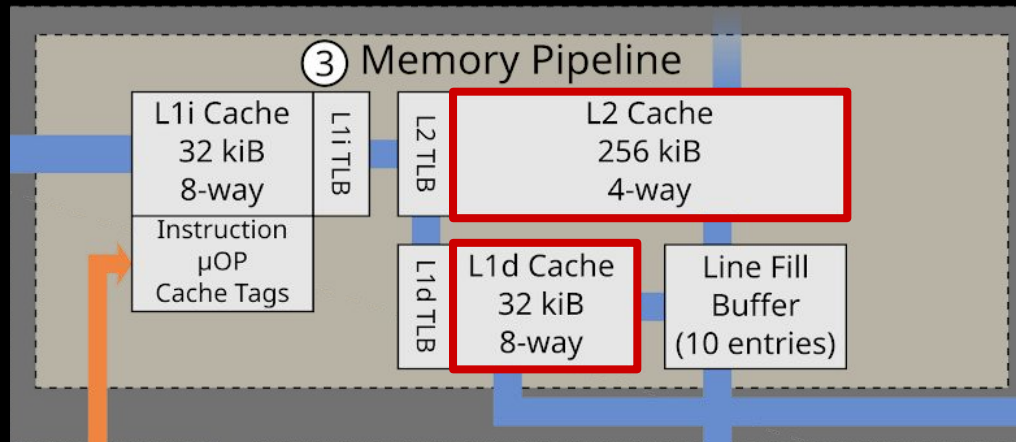 ③ Memory Pipeline
L1i Cache
32 kiB
8-way
L1i TLB
L2 TLB
L2 Cache
256 kiB
4-way
Instruction
µOP
Cache Tags
L1d TLB
L1d Cache
32 kiB
8-way
Line Fill
Buffer
(10 entries)